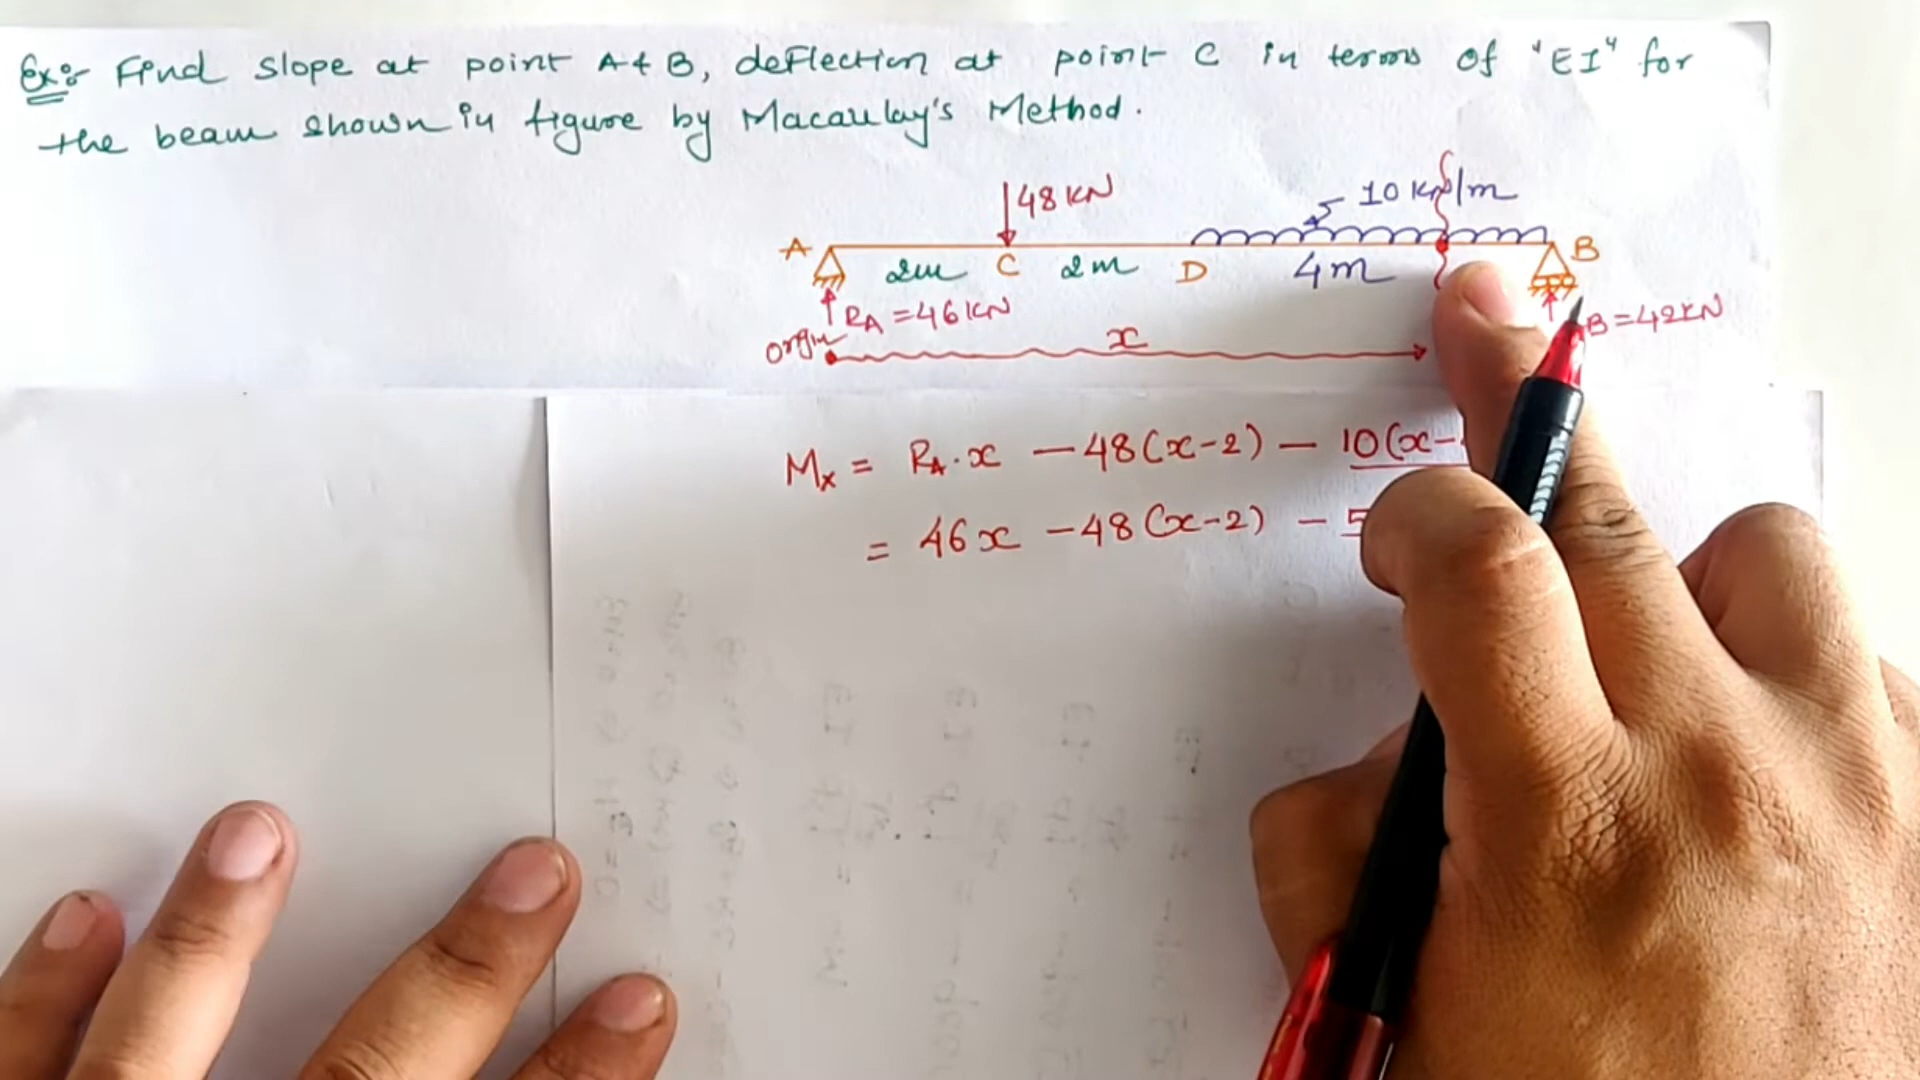 Ex:- Find slope at point A & B, deflection at point C in terms of "EI" for
the beam shown in figure by Macaulay's Method.
48 KN
10 KN/m
A
2m
C
2m
D
4m
B
RA = 46 KN
B = 42 KN
Origin
x
Mx = RA·x - 48(x-2) - 10(x-
= 46x - 48(x-2) - 5